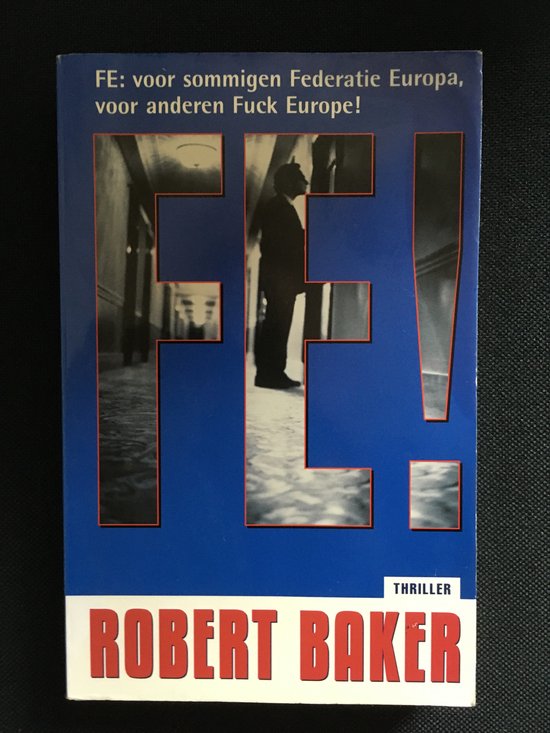 FE: voor sommigen Federatie Europa,
voor anderen Fuck Europe!
FE!
THRILLER
ROBERT BAKER